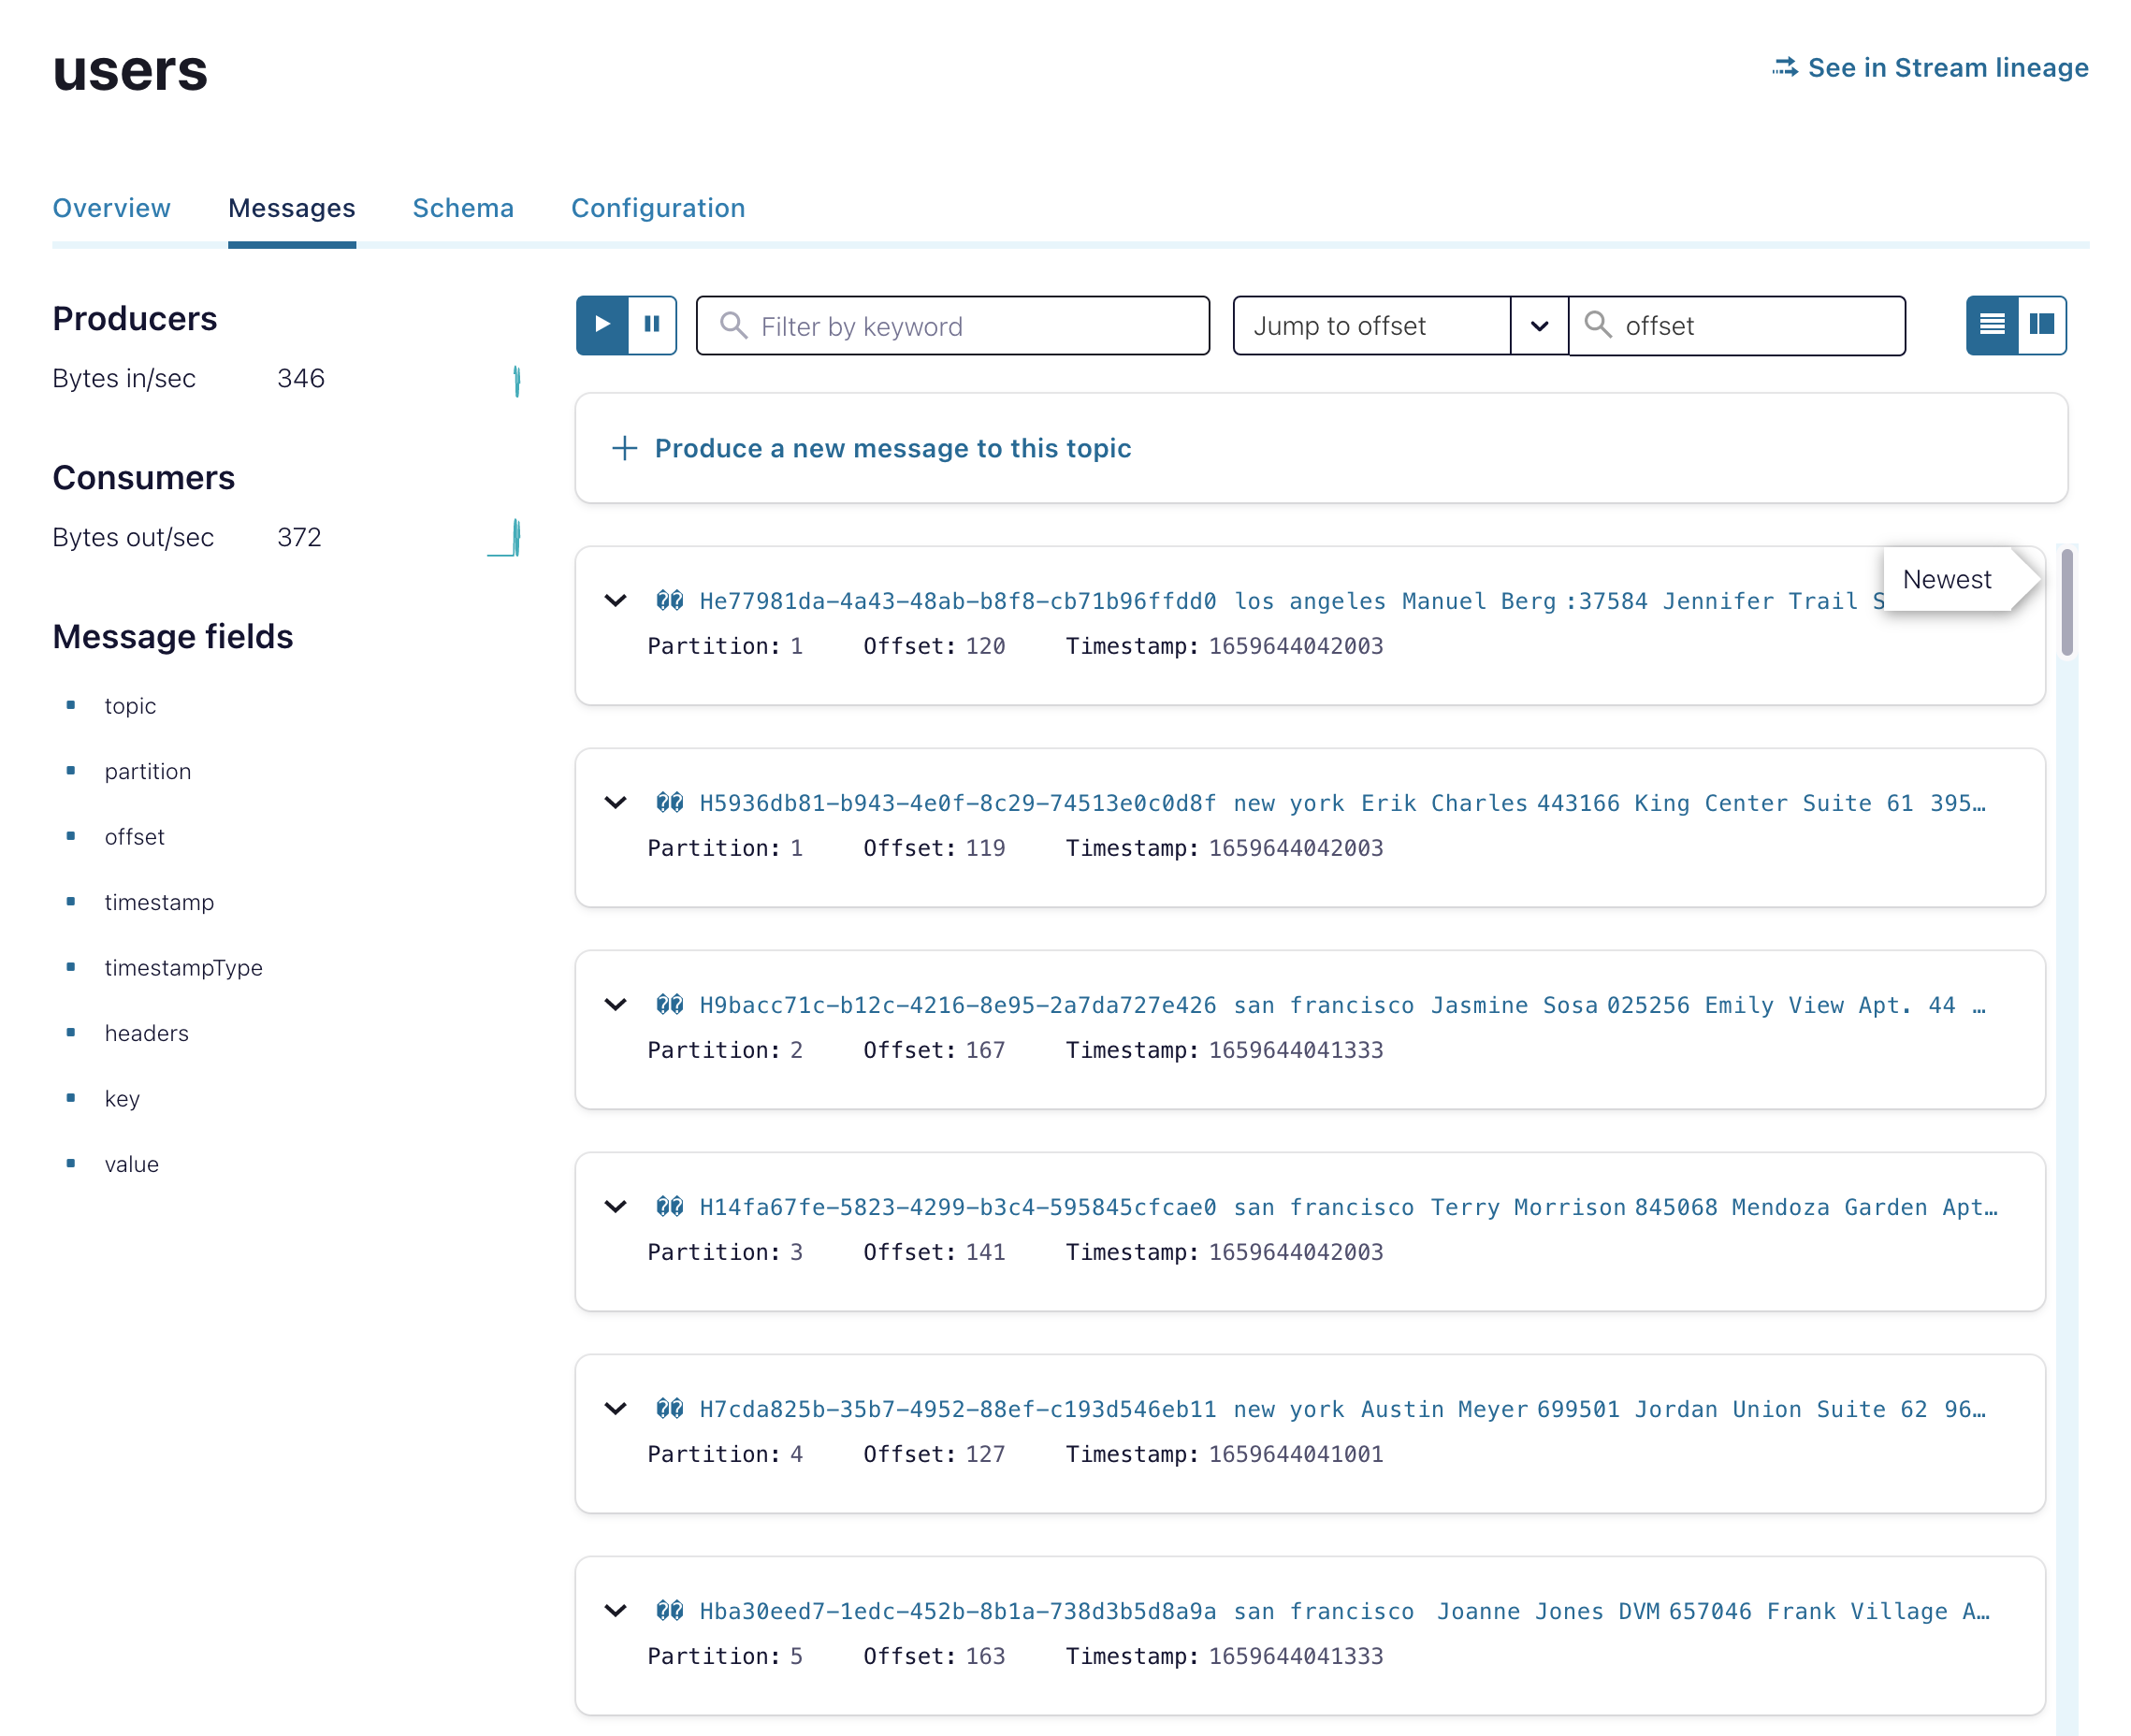 users
See in Stream lineage
Overview Messages Schema Configuration
Producers
Bytes in/sec 346
Consumers
Bytes out/sec 372
Message fields
topic
partition
offset
timestamp
timestampType
headers
key
value
Filter by keyword
Jump to offset
offset
Produce a new message to this topic
Newest
�� He77981da-4a43-48ab-b8f8-cb71b96ffdd0 los angeles Manuel Berg :37584 Jennifer Trail S
Partition: 1 Offset: 120 Timestamp: 1659644042003
�� H5936db81-b943-4e0f-8c29-74513e0c0d8f new york Erik Charles 443166 King Center Suite 61 395…
Partition: 1 Offset: 119 Timestamp: 1659644042003
�� H9bacc71c-b12c-4216-8e95-2a7da727e426 san francisco Jasmine Sosa 025256 Emily View Apt. 44 …
Partition: 2 Offset: 167 Timestamp: 1659644041333
�� H14fa67fe-5823-4299-b3c4-595845cfcae0 san francisco Terry Morrison 845068 Mendoza Garden Apt…
Partition: 3 Offset: 141 Timestamp: 1659644042003
�� H7cda825b-35b7-4952-88ef-c193d546eb11 new york Austin Meyer 699501 Jordan Union Suite 62 96…
Partition: 4 Offset: 127 Timestamp: 1659644041001
�� Hba30eed7-1edc-452b-8b1a-738d3b5d8a9a san francisco Joanne Jones DVM 657046 Frank Village A…
Partition: 5 Offset: 163 Timestamp: 1659644041333